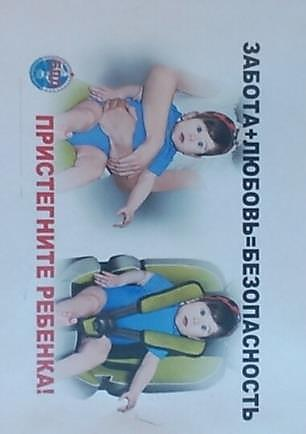 ЗАБОТА+ЛЮБОВЬ=БЕЗОПАСНОСТЬ
ПРИСТЕГНИТЕ РЕБЕНКА!